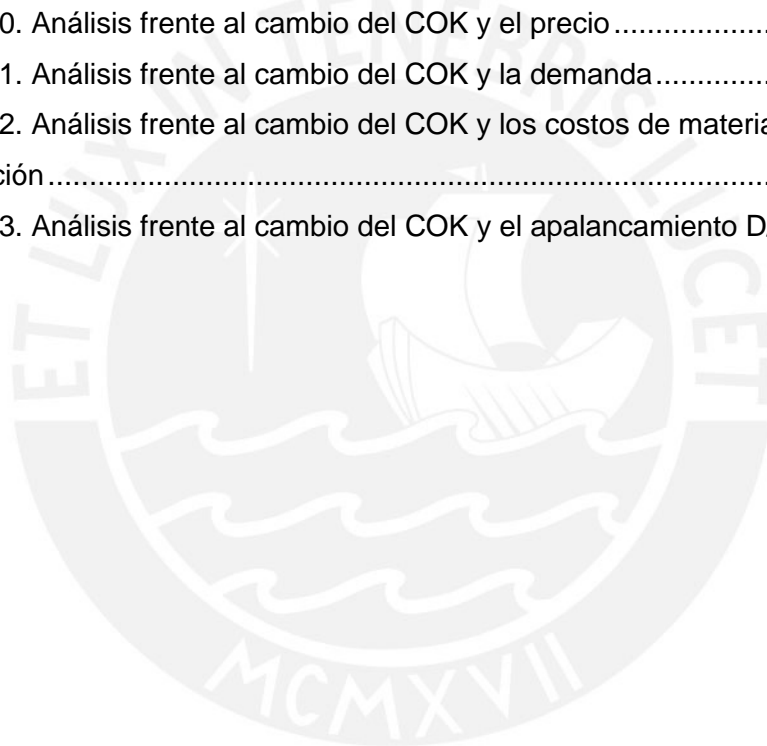 0. Análisis frente al cambio del COK y el precio ...................
1. Análisis frente al cambio del COK y la demanda ..............
2. Análisis frente al cambio del COK y los costos de materia
ción ..........................................................................................
3. Análisis frente al cambio del COK y el apalancamiento D
ET LUX IN TENEBRIS LUCET
MCMXVII